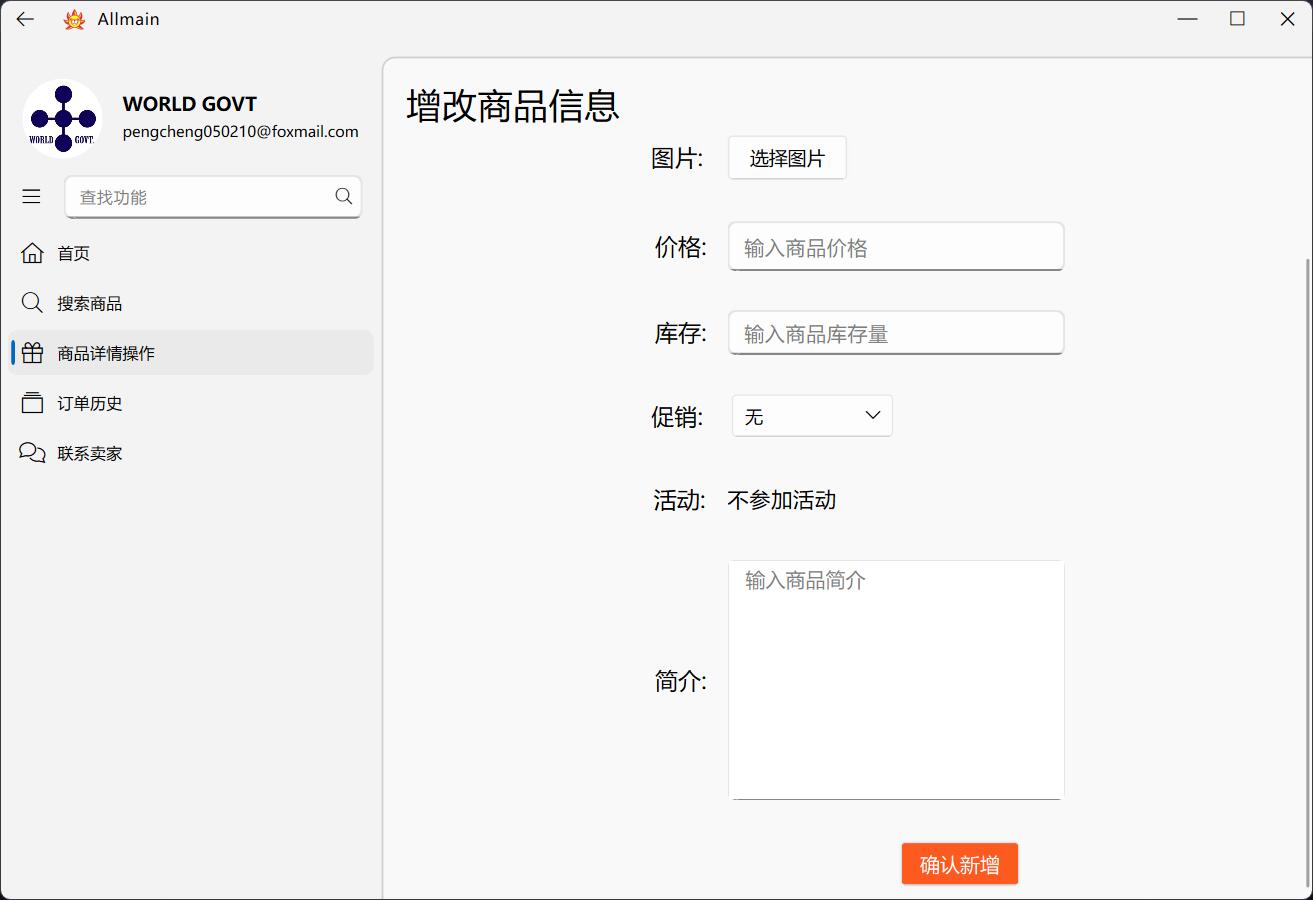 Allmain
WORLD GOVT.
WORLD GOVT
pengcheng050210@foxmail.com
查找功能
首页
搜索商品
商品详情操作
订单历史
联系卖家
增改商品信息
图片: 选择图片
价格: 输入商品价格
库存: 输入商品库存量
促销: 无
活动: 不参加活动
简介: 输入商品简介
确认新增